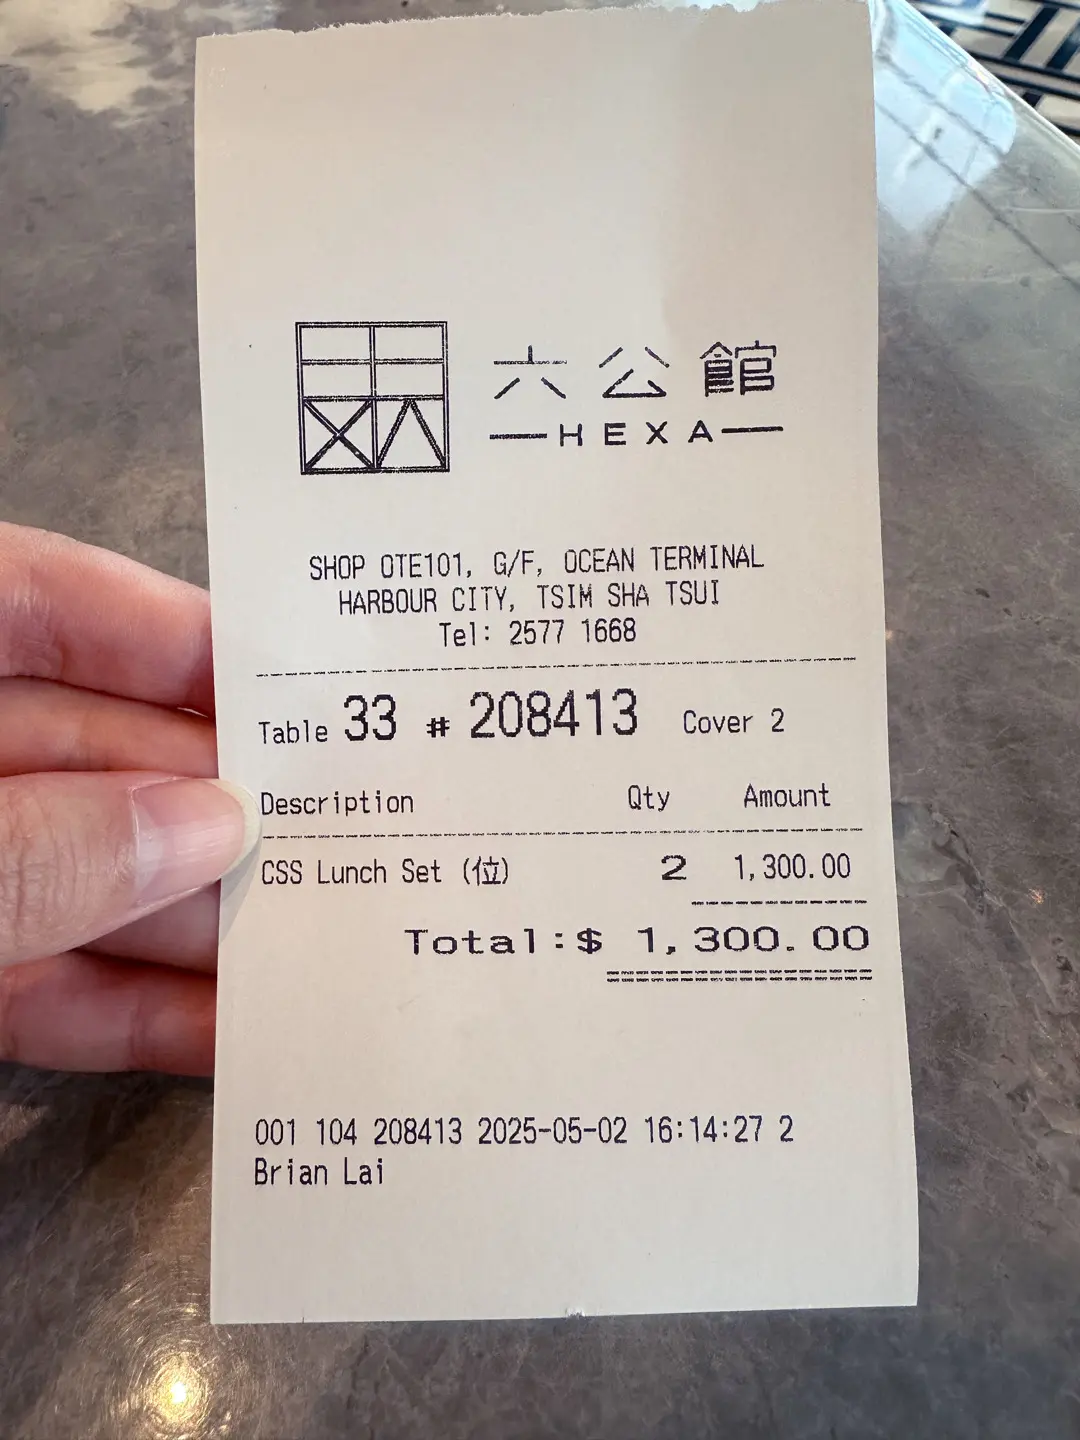 六公館
HEXA
SHOP OTE101, G/F, OCEAN TERMINAL
HARBOUR CITY, TSIM SHA TSUI
Tel: 2577 1668
Table 33 # 208413 Cover 2
Description Qty Amount
CSS Lunch Set (位) 2 1,300.00
Total:$ 1,300.00
001 104 208413 2025-05-02 16:14:27 2
Brian Lai